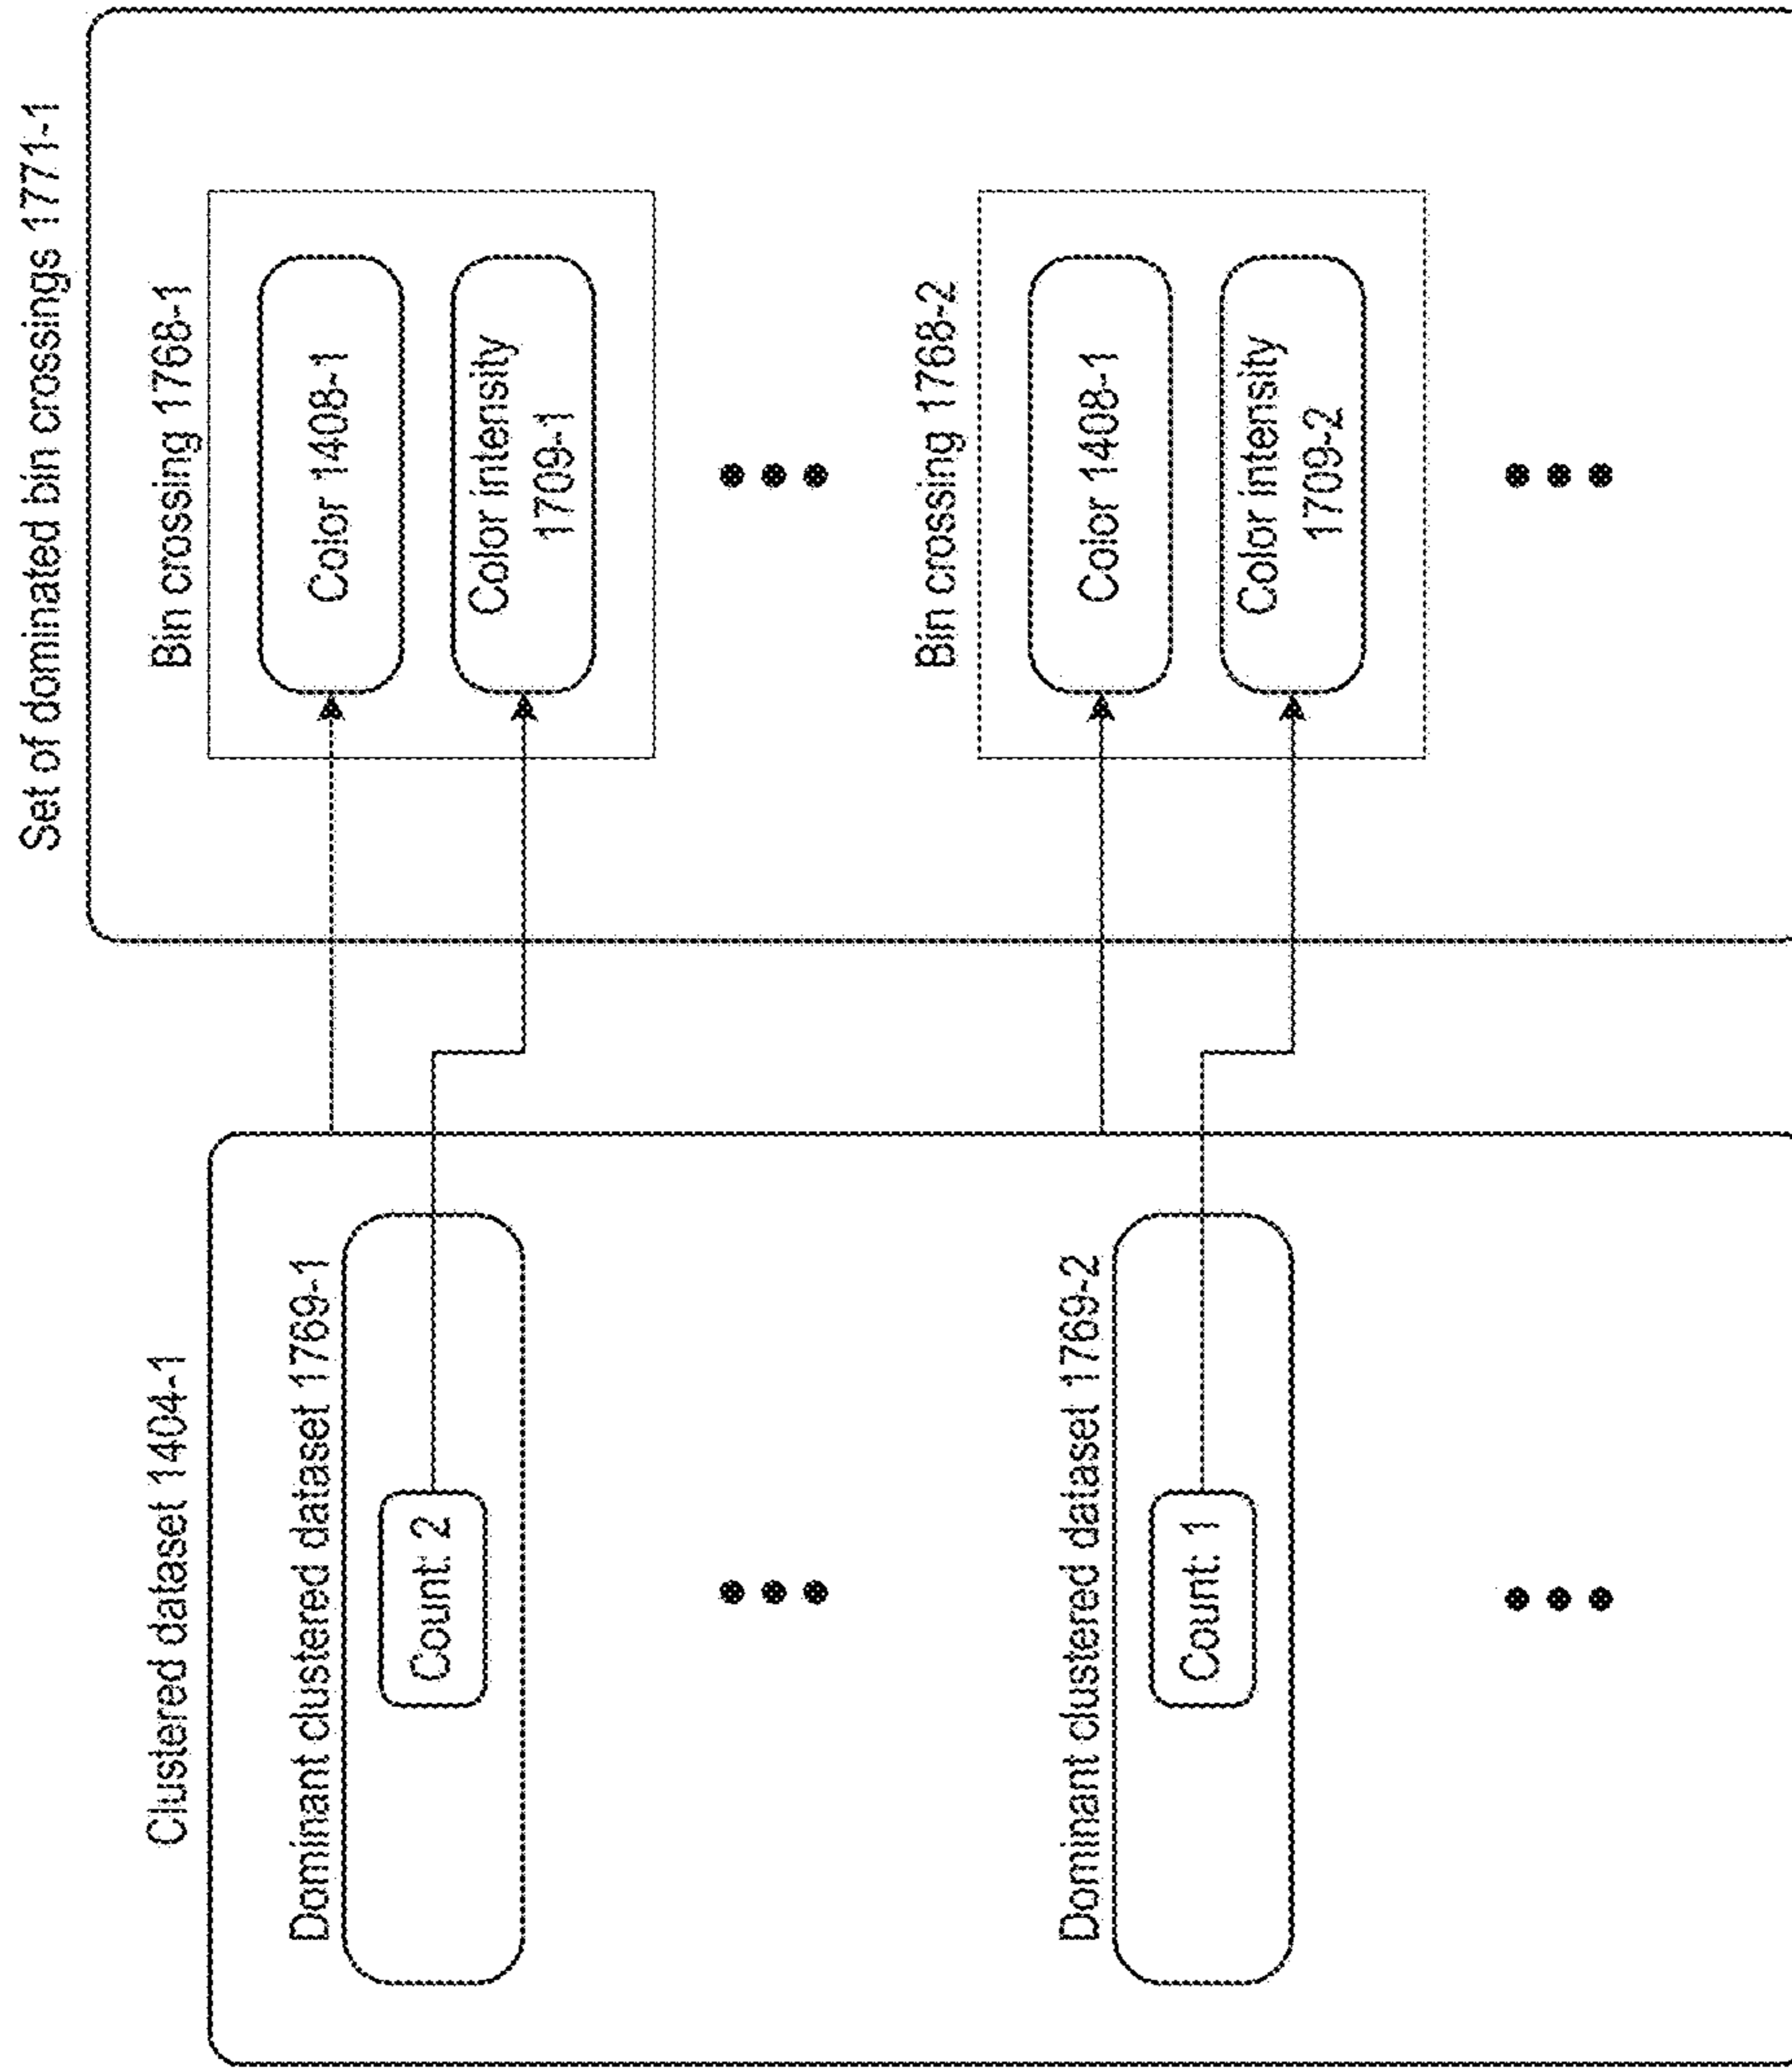 Clustered dataset 1404-1
Dominant clustered dataset 1769-1
Count: 2
Dominant clustered dataset 1769-2
Count: 1
Set of dominated bin crossings 1771-1
Bin crossing 1768-1
Color 1408-1
Color intensity
1709-1
Bin crossing 1768-2
Color 1408-1
Color intensity
1709-2